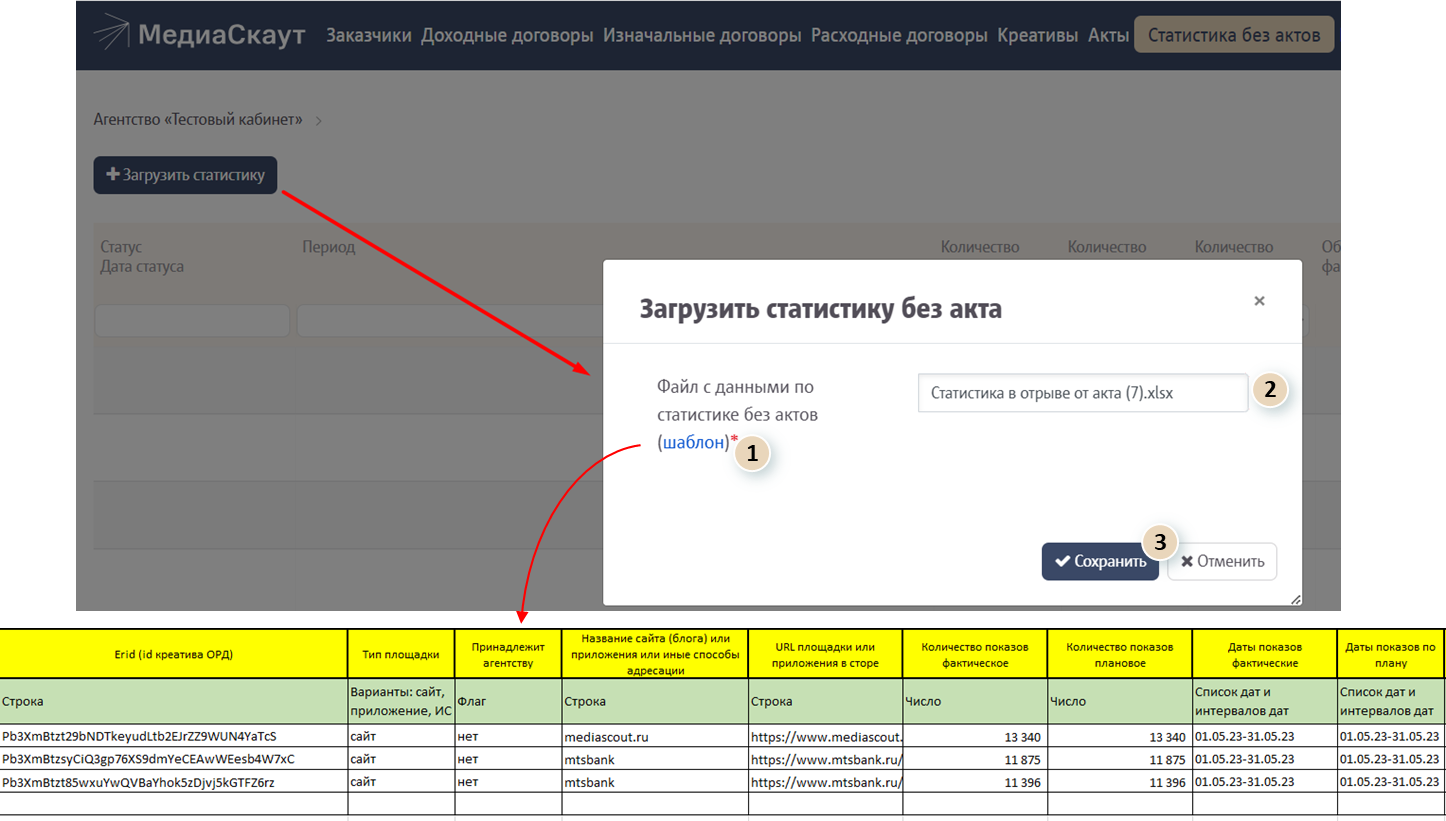 МедиаСкаут Заказчики Доходные договоры Изначальные договоры Расходные договоры Креативы Акты Статистика без актов
Агентство «Тестовый кабинет» >
Загрузить статистику
Статус Период Количество Количество Количество Об
Дата статуса фа
Загрузить статистику без акта ×
Файл с данными по
статистике без актов
(шаблон)*
1
Статистика в отрыве от акта (7).xlsx
2
3
Сохранить Отменить
Erid (id креатива ОРД)
Тип площадки
Принадлежит
агентству
Название сайта (блога) или
приложения или иные способы
адресации
URL площадки или
приложения в сторе
Количество показов
фактическое
Количество показов
плановое
Даты показов
фактические
Даты показов по
плану
Строка
Варианты: сайт,
приложение, ИС
Флаг
Строка
Строка
Число
Число
Список дат и
интервалов дат
Список дат и
интервалов дат
Pb3XmBtzt29bNDTkeyudLtb2EJrZZ9WUN4YaTcS сайт нет mediascout.ru https://www.mediascout. 13 340 13 340 01.05.23-31.05.23 01.05.23-31.05.23
Pb3XmBtzsyCiQ3gp76XS9dmYeCEAwWEesb4W7xC сайт нет mtsbank https://www.mtsbank.ru/ 11 875 11 875 01.05.23-31.05.23 01.05.23-31.05.23
Pb3XmBtzt85wxuYwQVBaYhok5zDjvj5kGTFZ6rz сайт нет mtsbank https://www.mtsbank.ru/ 11 396 11 396 01.05.23-31.05.23 01.05.23-31.05.23